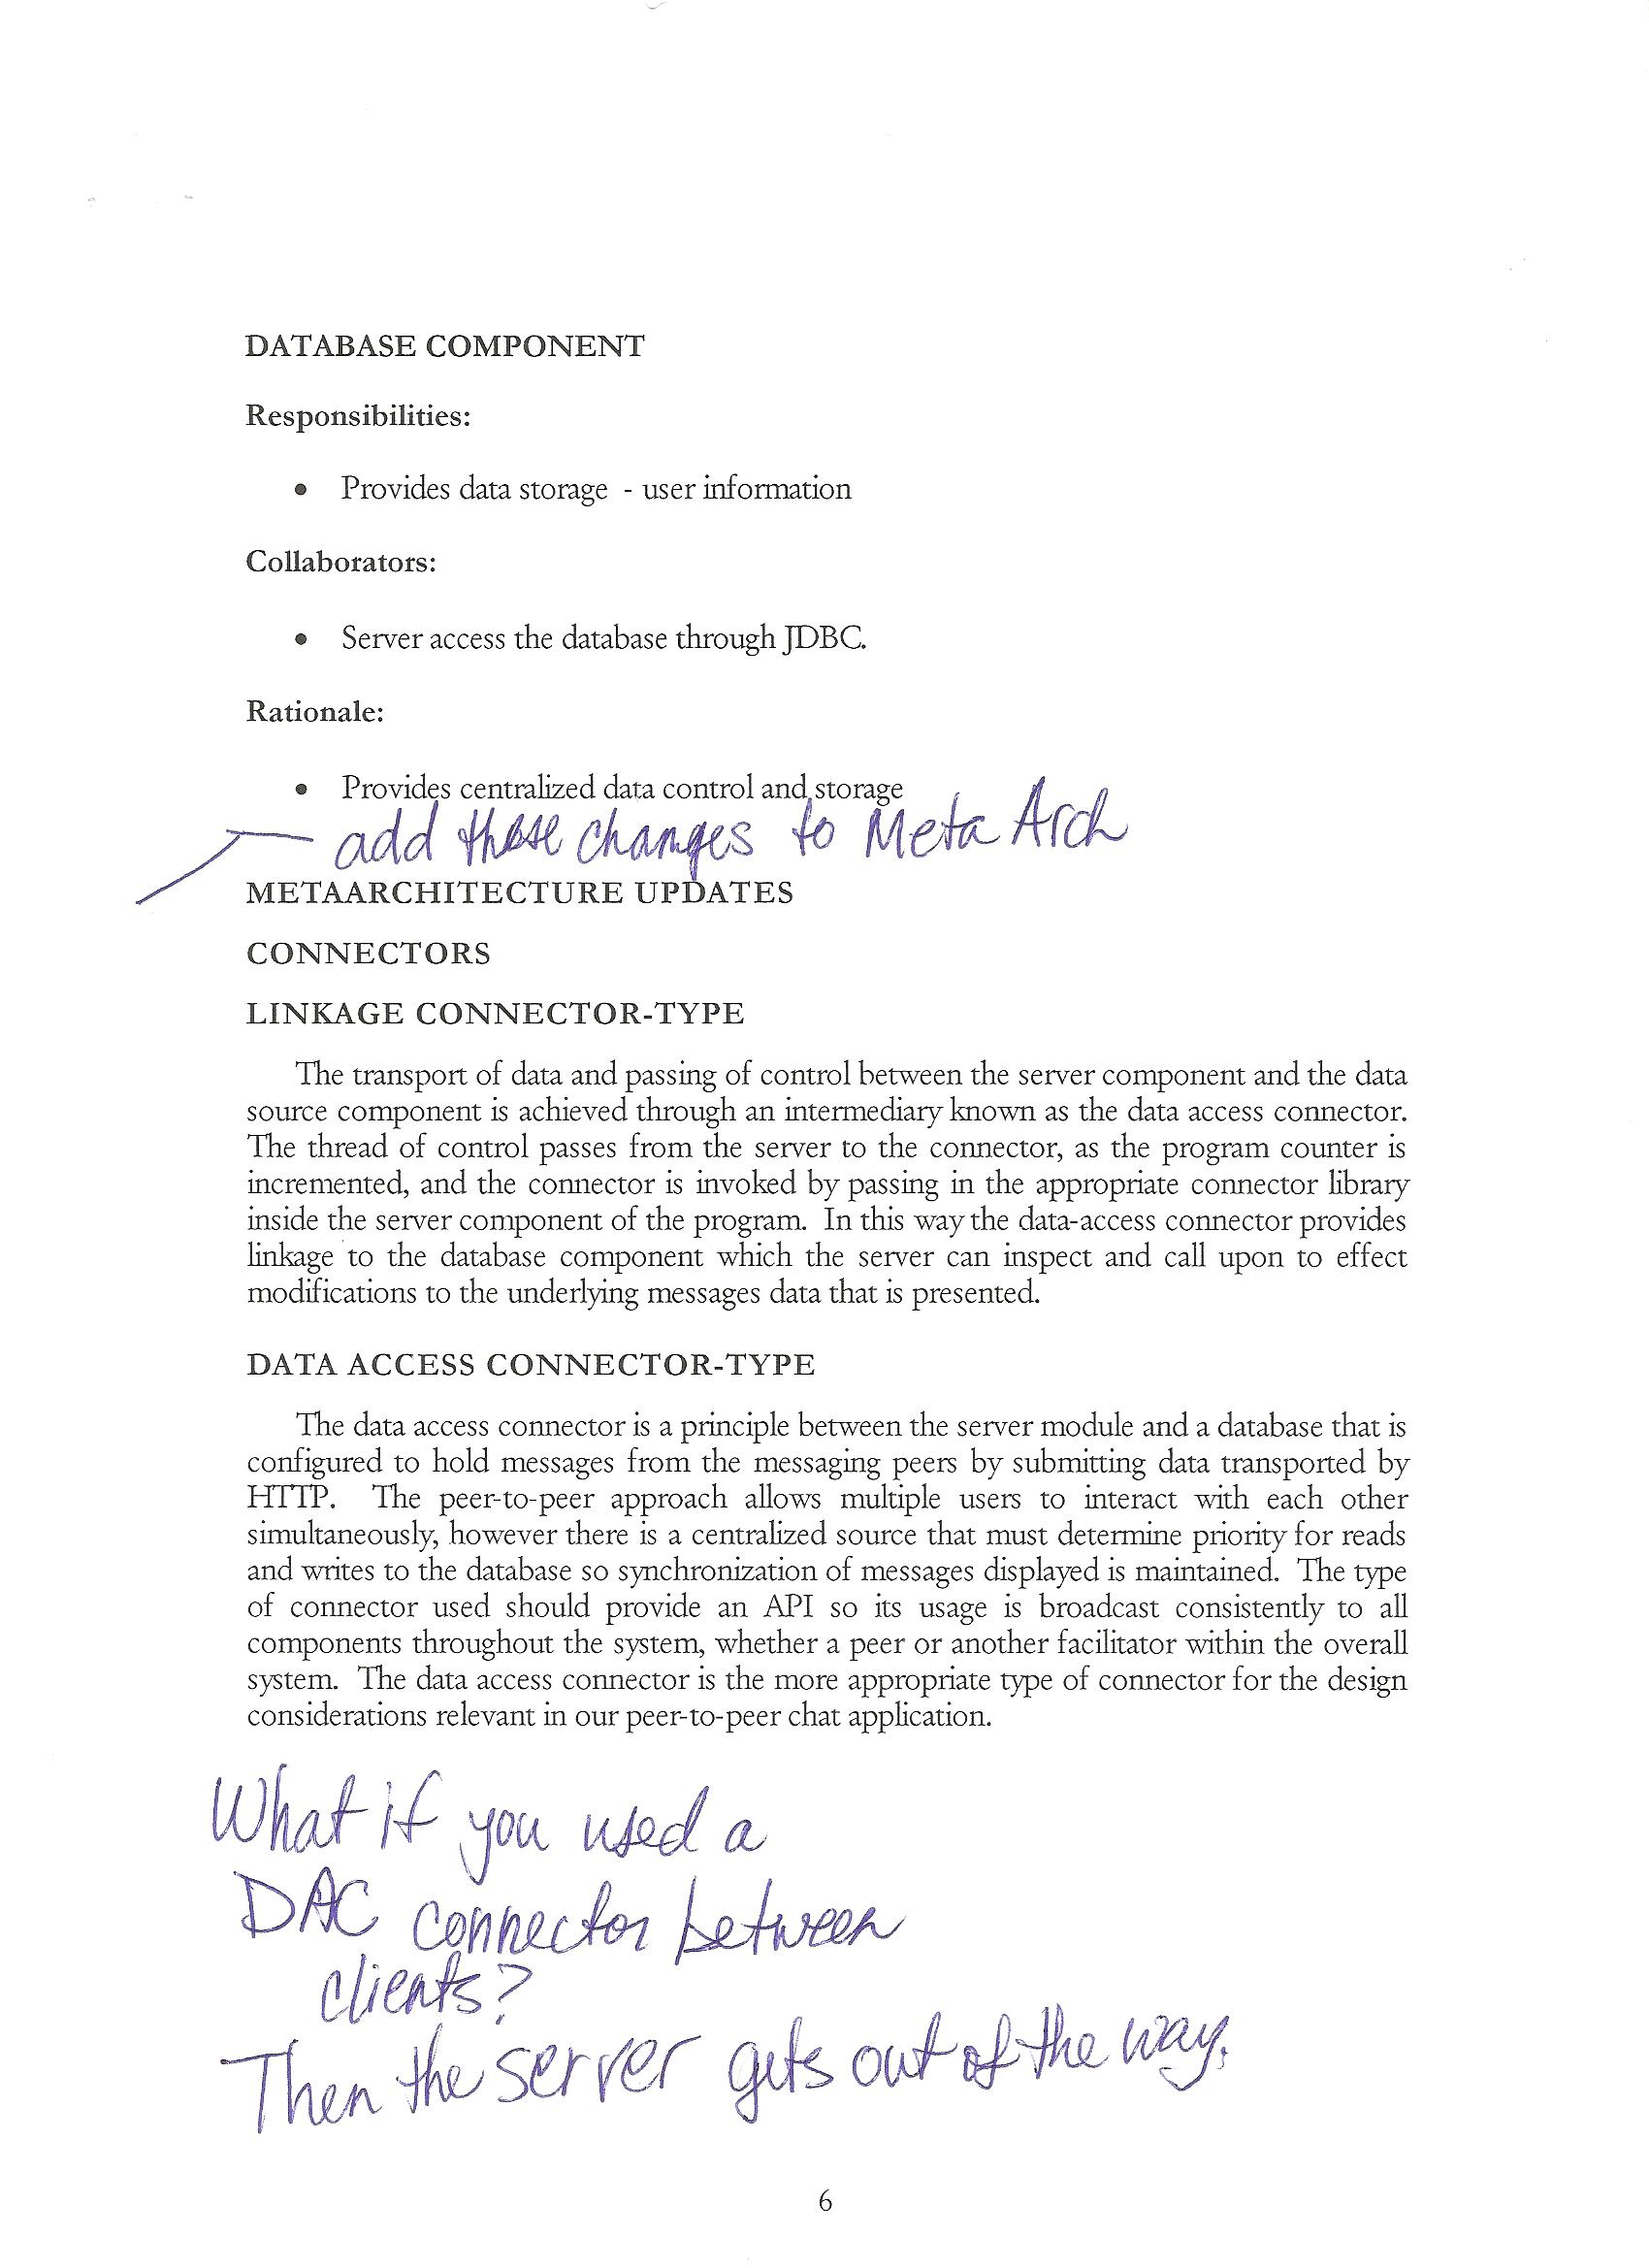 DATABASE COMPONENT
Responsibilities:
• Provides data storage - user information
Collaborators:
• Server access the database through JDBC.
Rationale:
• Provides centralized data control and storage
add these changes to Meta Arch
METAARCHITECTURE UPDATES
CONNECTORS
LINKAGE CONNECTOR-TYPE
The transport of data and passing of control between the server component and the data
source component is achieved through an intermediary known as the data access connector.
The thread of control passes from the server to the connector, as the program counter is
incremented, and the connector is invoked by passing in the appropriate connector library
inside the server component of the program. In this way the data-access connector provides
linkage to the database component which the server can inspect and call upon to effect
modifications to the underlying messages data that is presented.
DATA ACCESS CONNECTOR-TYPE
The data access connector is a principle between the server module and a database that is
configured to hold messages from the messaging peers by submitting data transported by
HTTP. The peer-to-peer approach allows multiple users to interact with each other
simultaneously, however there is a centralized source that must determine priority for reads
and writes to the database so synchronization of messages displayed is maintained. The type
of connector used should provide an API so its usage is broadcast consistently to all
components throughout the system, whether a peer or another facilitator within the overall
system. The data access connector is the more appropriate type of connector for the design
considerations relevant in our peer-to-peer chat application.
What if you used a
DAC connector between
clients?
Then the server gets out of the way.
6